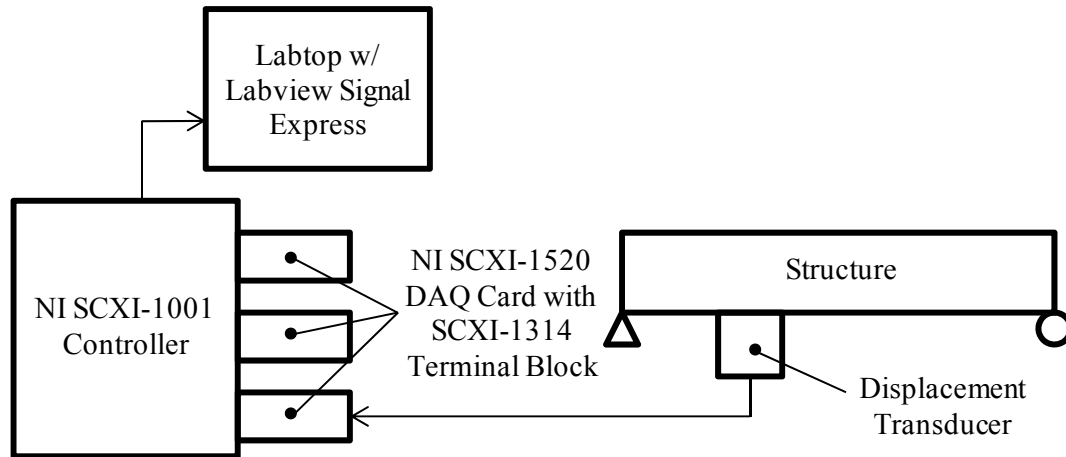 Labtop w/
Labview Signal
Express
NI SCXI-1001
Controller
NI SCXI-1520
DAQ Card with
SCXI-1314
Terminal Block
Structure
Displacement
Transducer